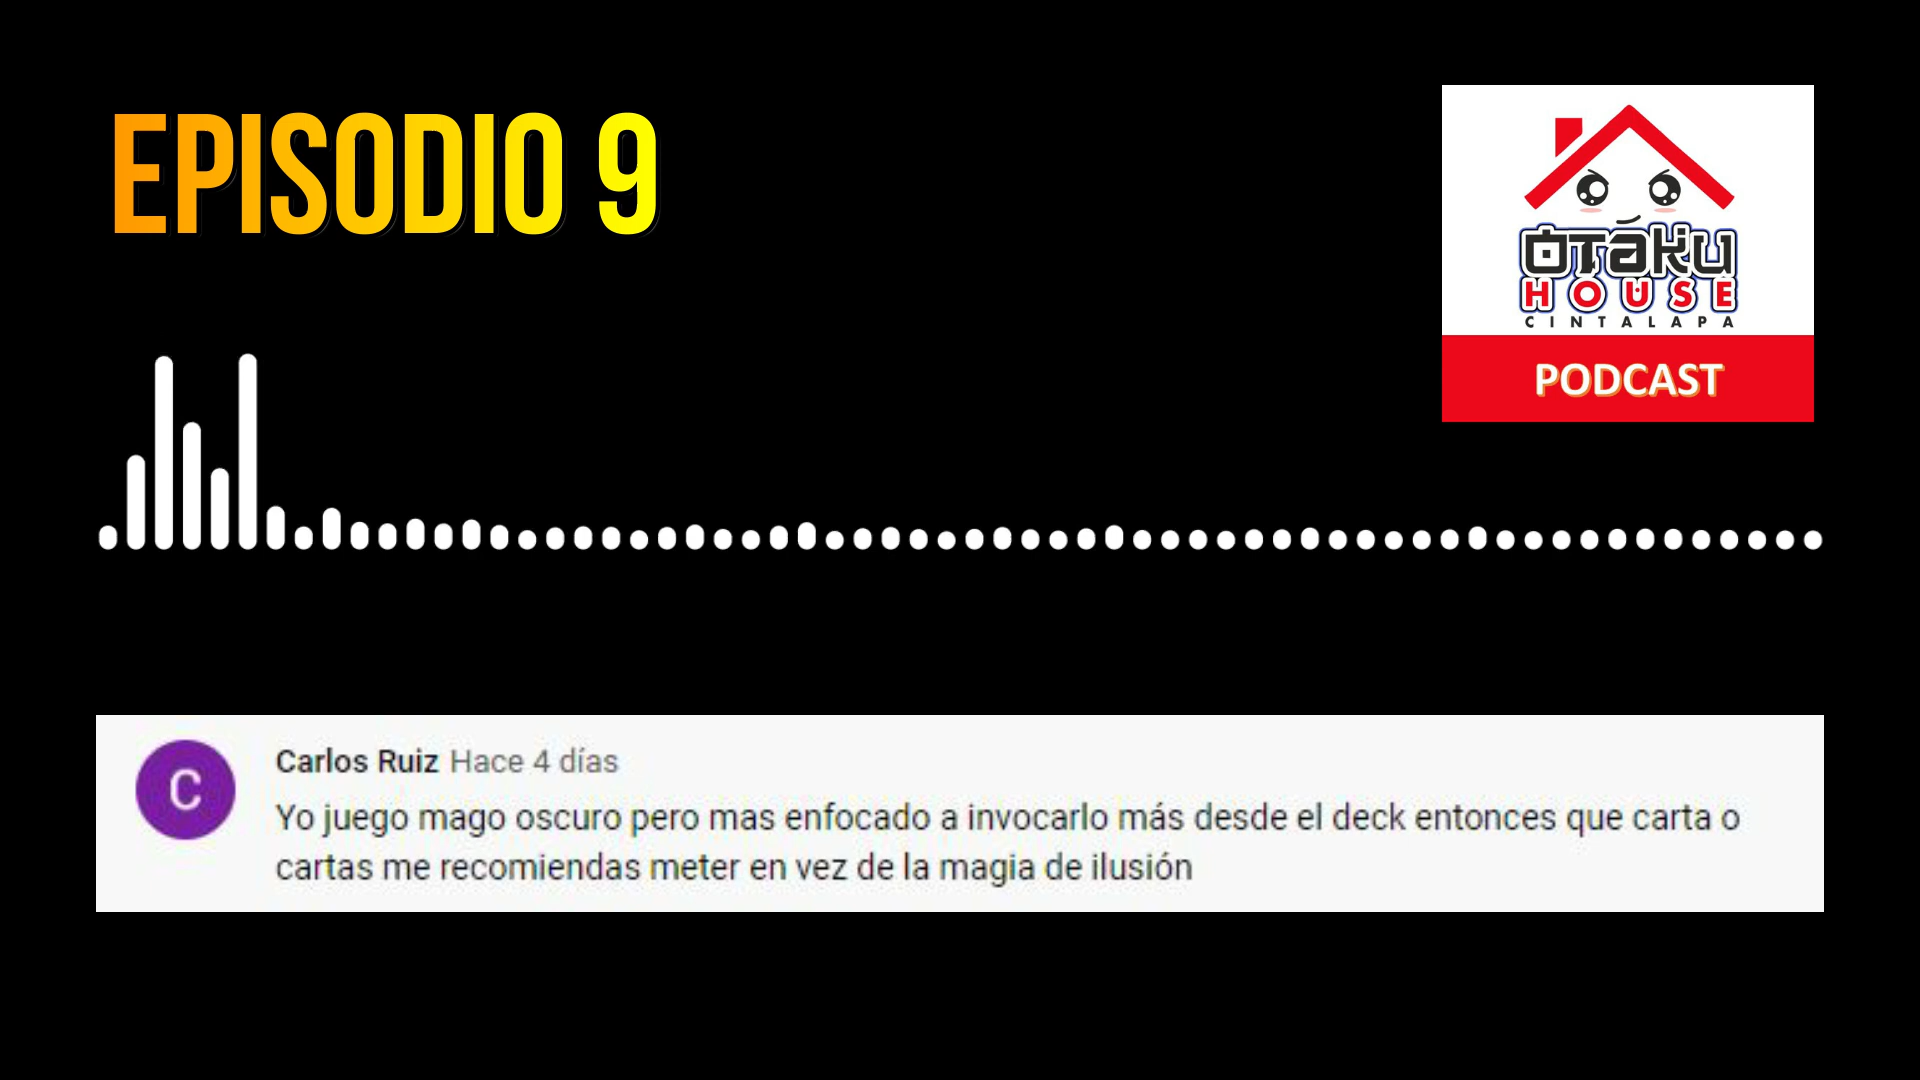 EPISODIO 9
OTaKU
HOUSE
CINTALAPA
PODCAST
C
Carlos Ruiz Hace 4 días
Yo juego mago oscuro pero mas enfocado a invocarlo más desde el deck entonces que carta o
cartas me recomiendas meter en vez de la magia de ilusión